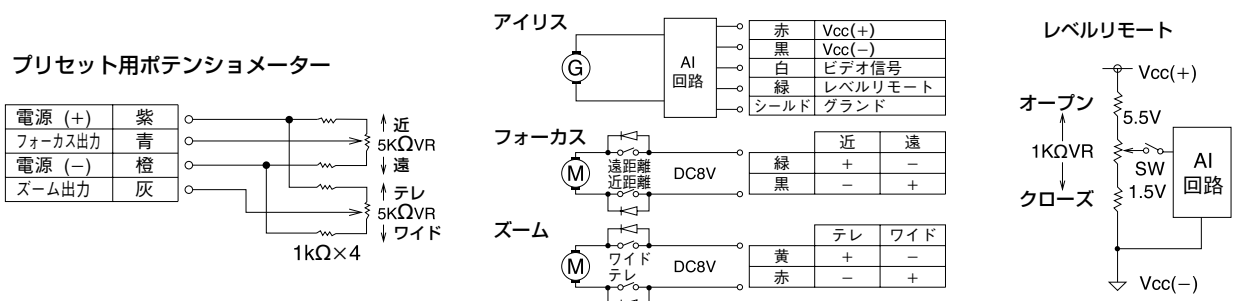 プリセット用ポテンショメーター
電源 (+) 紫
フォーカス出力 青
電源 (−) 橙
ズーム出力 灰
近
5KΩVR
遠
テレ
5KΩVR
ワイド
1kΩ×4
アイリス
G
AI
回路
赤 Vcc(+)
黒 Vcc(−)
白 ビデオ信号
緑 レベルリモート
シールド グランド
フォーカス
M
遠距離
近距離
DC8V
近 遠
緑 + −
黒 − +
ズーム
M
ワイド
テレ
DC8V
テレ ワイド
黄 + −
赤 − +
レベルリモート
Vcc(+)
オープン
5.5V
1KΩVR
SW
1.5V
クローズ
AI
回路
Vcc(−)